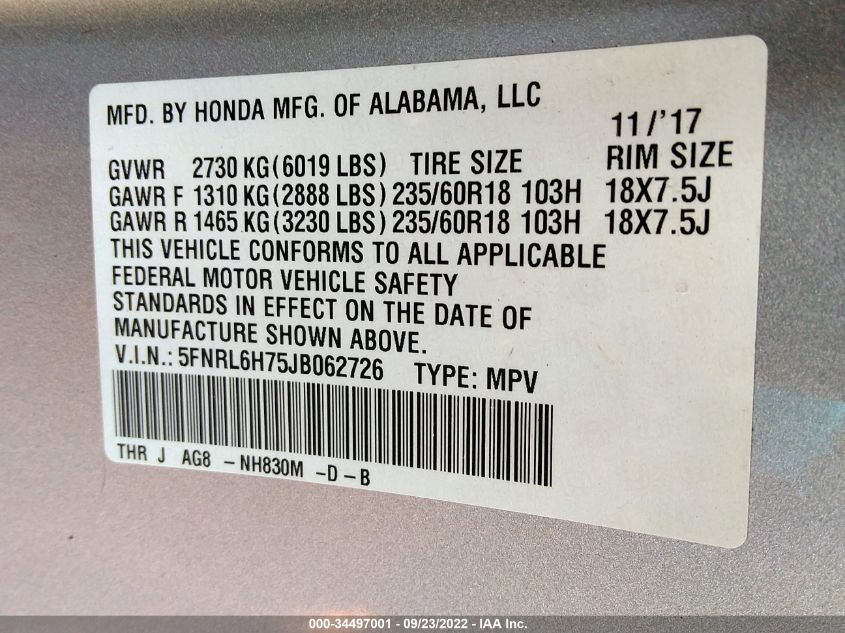 MFD. BY HONDA MFG. OF ALABAMA, LLC
11/'17
GVWR 2730 KG(6019 LBS) TIRE SIZE RIM SIZE
GAWR F 1310 KG(2888 LBS) 235/60R18 103H 18X7.5J
GAWR R 1465 KG(3230 LBS) 235/60R18 103H 18X7.5J
THIS VEHICLE CONFORMS TO ALL APPLICABLE
FEDERAL MOTOR VEHICLE SAFETY
STANDARDS IN EFFECT ON THE DATE OF
MANUFACTURE SHOWN ABOVE.
V.I.N.: 5FNRL6H75JB062726 TYPE: MPV
THR J AG8 -NH830M -D-B
000-34497001 - 09/23/2022 - IAA Inc.